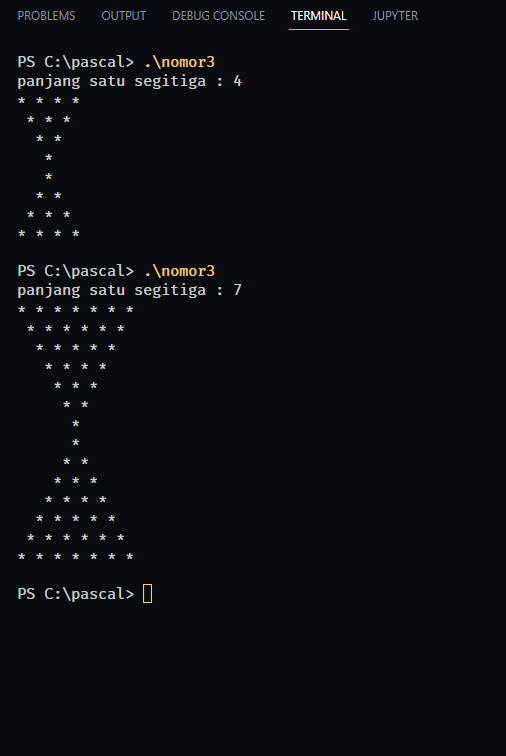 PROBLEMS OUTPUT DEBUG CONSOLE TERMINAL JUPYTER
PS C:\pascal> .\nomor3
panjang satu segitiga : 4
* * * *
 * * *
  * *
   *
   *
  * *
 * * *
* * * *
PS C:\pascal> .\nomor3
panjang satu segitiga : 7
* * * * * * *
 * * * * * *
  * * * * *
   * * * *
    * * *
     * *
      *
      *
     * *
    * * *
   * * * *
  * * * * *
 * * * * * *
* * * * * * *
PS C:\pascal>